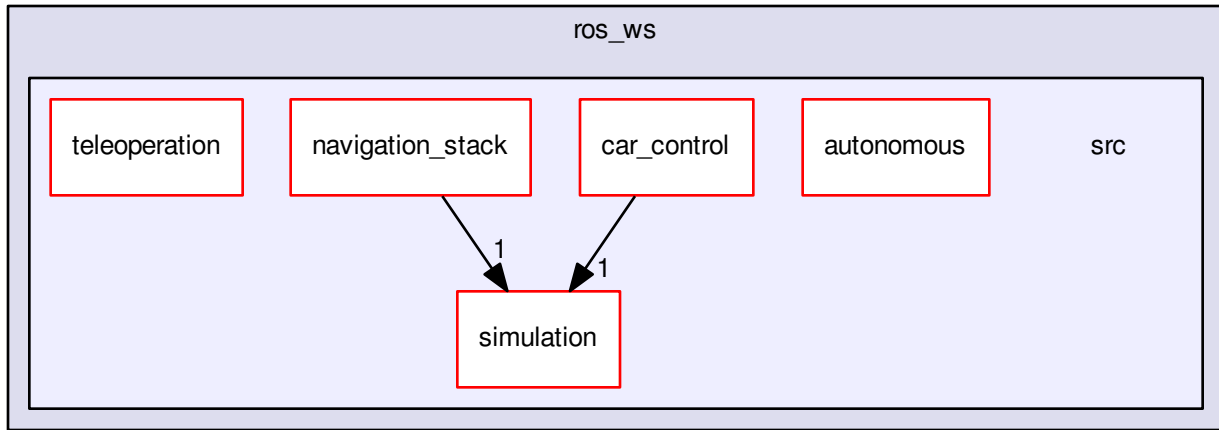 ros_ws
teleoperation
navigation_stack
car_control
autonomous
src
1
1
simulation